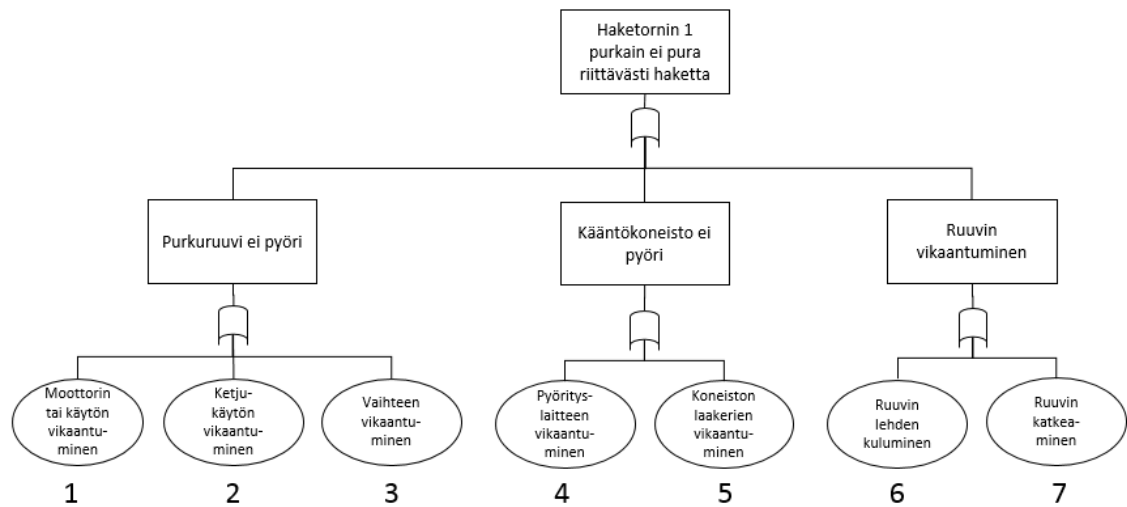 Haketornin 1
purkain ei pura
riittävästi haketta
Purkuruuvi ei pyöri
Kääntökoneisto ei
pyöri
Ruuvin
vikaantuminen
Moottorin
tai käytön
vikaantu-
minen
Ketju-
käytön
vikaantu-
minen
Vaihteen
vikaantu-
minen
Pyöritys-
laitteen
vikaantu-
minen
Koneiston
laakerien
vikaantu-
minen
Ruuvin
lehden
kuluminen
Ruuvin
katkea-
minen
1
2
3
4
5
6
7